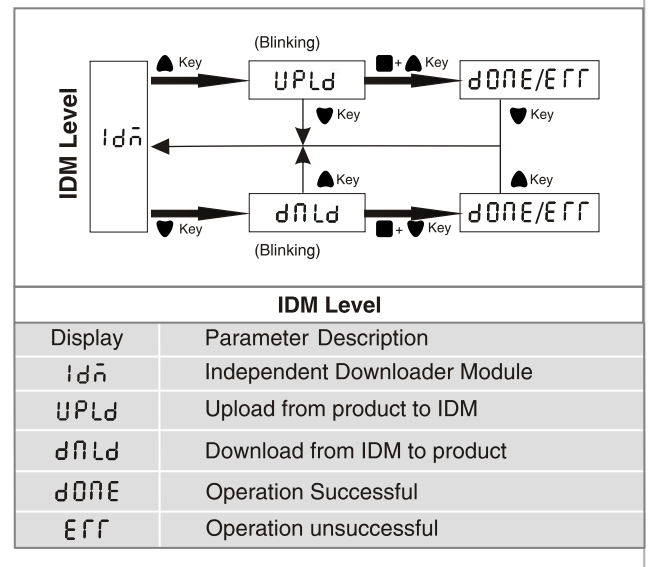 (Blinking)
Key
+ Key
UPLd
dONE/Err
IDM Level
Idm
Key
Key
Key
Key
dNLd
dONE/Err
Key
+ Key
(Blinking)
IDM Level
Display Parameter Description
Idm Independent Downloader Module
UPLd Upload from product to IDM
dNLd Download from IDM to product
dONE Operation Successful
Err Operation unsuccessful